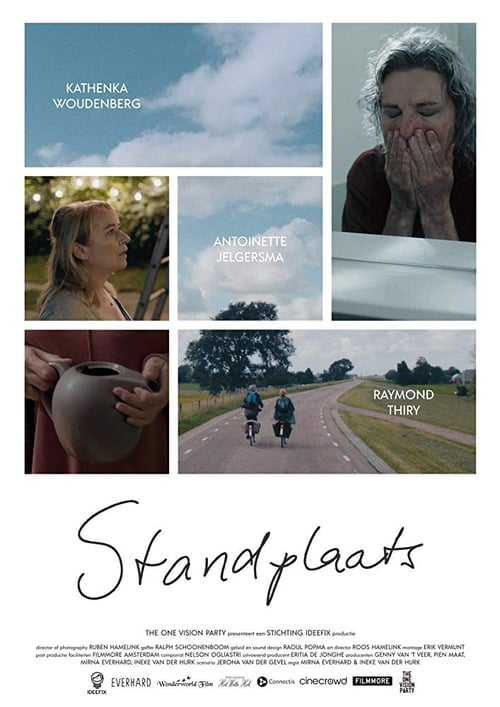 KATHENKA
WOUDENBERG
ANTOINETTE
JELGERSMA
RAYMOND
THIRY
Standplaats
THE ONE VISION PARTY presenteert een STICHTING IDEEFIX productie
director of photography RUBEN HAMELINK gaffer RALPH SCHOONENBOOM geluid en sound design RAOUL POPMA art director ROOS HAMELINK montage ERIK VERMUNT
post productie faciliteiten FILMMORE AMSTERDAM componist NELSON OGLIASTRI uitvoerend producent ERITIA DE JONGHE producenten GENNY VAN 'T VEER, PIEN MAAT,
MIRNA EVERHARD, INEKE VAN DER HURK scenario JERONA VAN DER GEVEL regie MIRNA EVERHARD & INEKE VAN DER HURK
IDEEFIX
EVERHARD
WonderWorld Film
Connectis
cinecrowd
FILMMORE
THE
ONE
VISION
PARTY